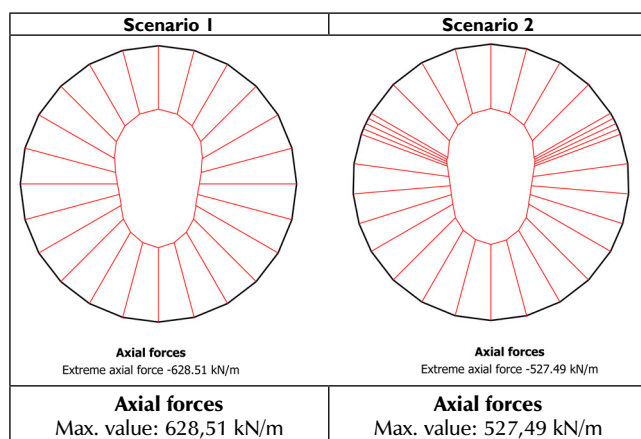 Scenario 1
Scenario 2
Axial forces
Extreme axial force -628.51 kN/m
Axial forces
Extreme axial force -527.49 kN/m
Axial forces
Max. value: 628,51 kN/m
Axial forces
Max. value: 527,49 kN/m